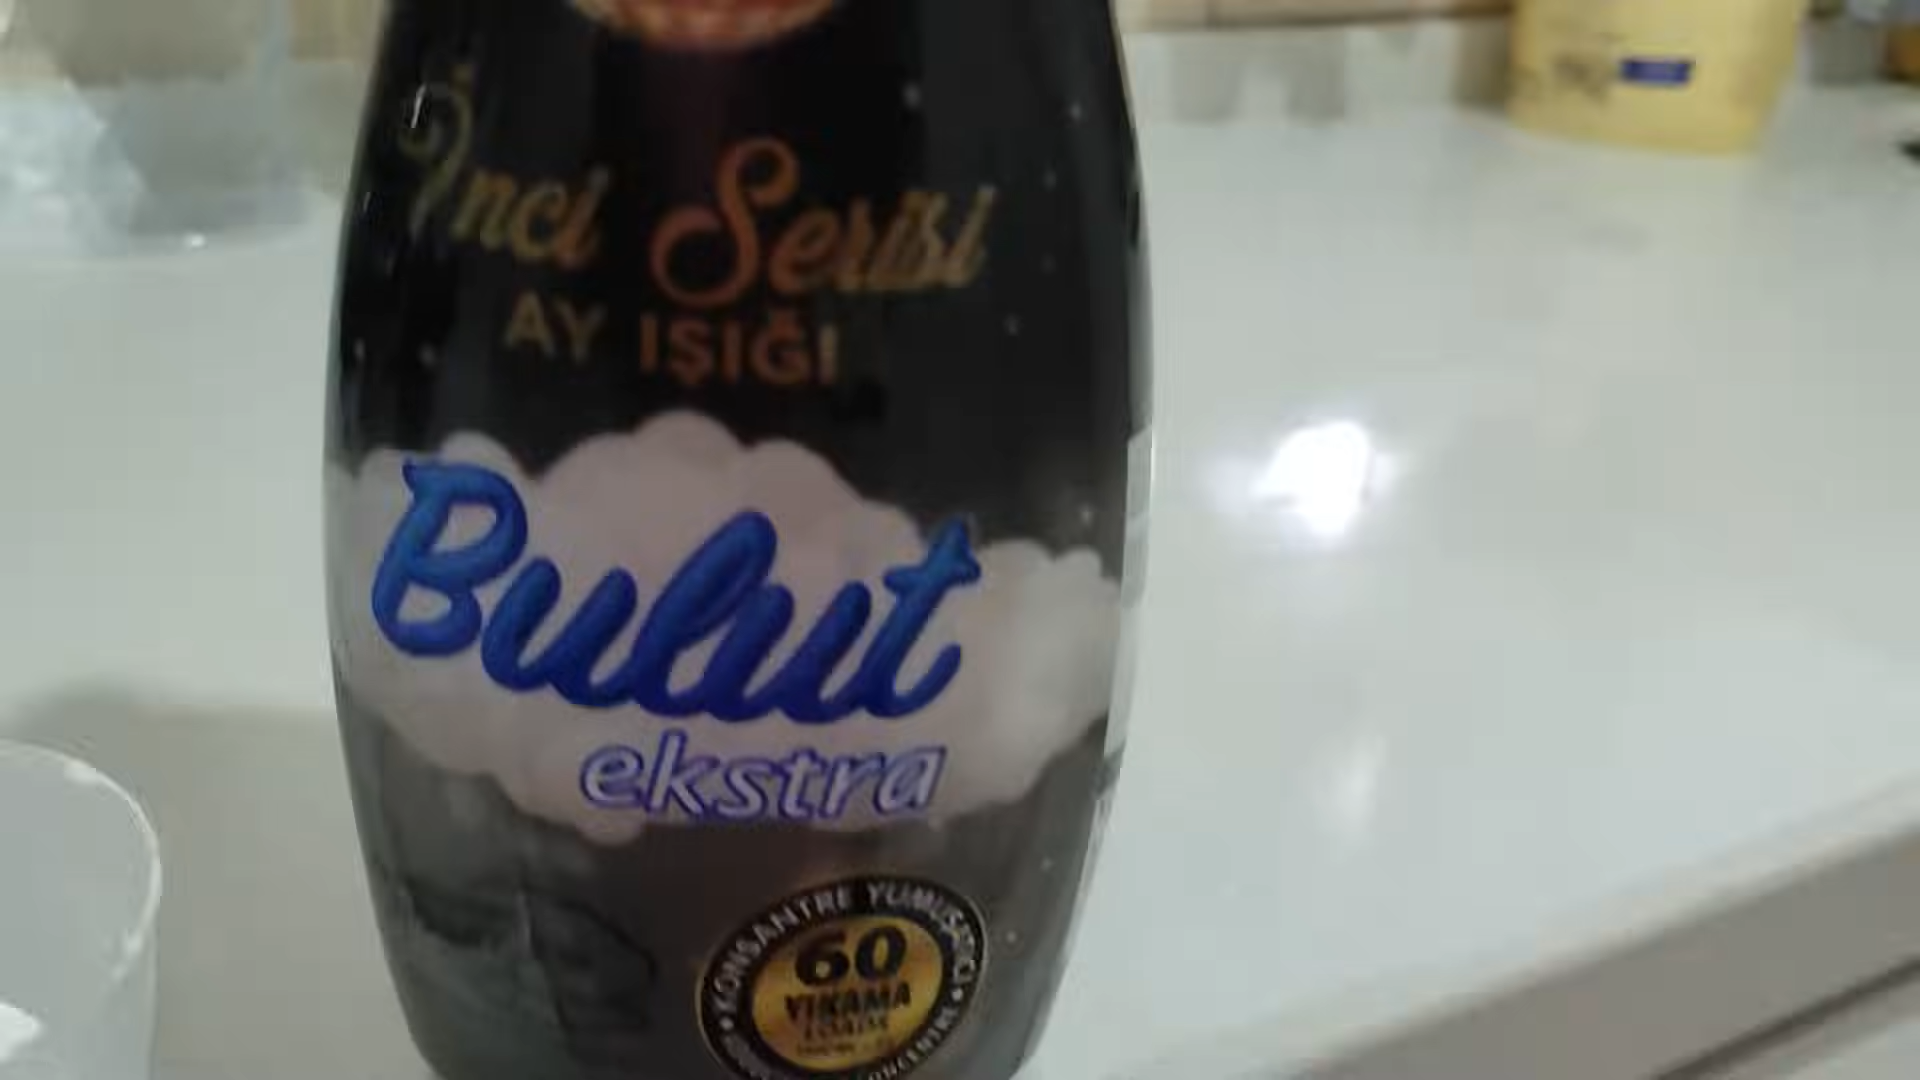 İnci Serisi
AY IŞIĞI
Bulut
ekstra
KONSANTRE YUMUŞATICI
60
YIKAMA